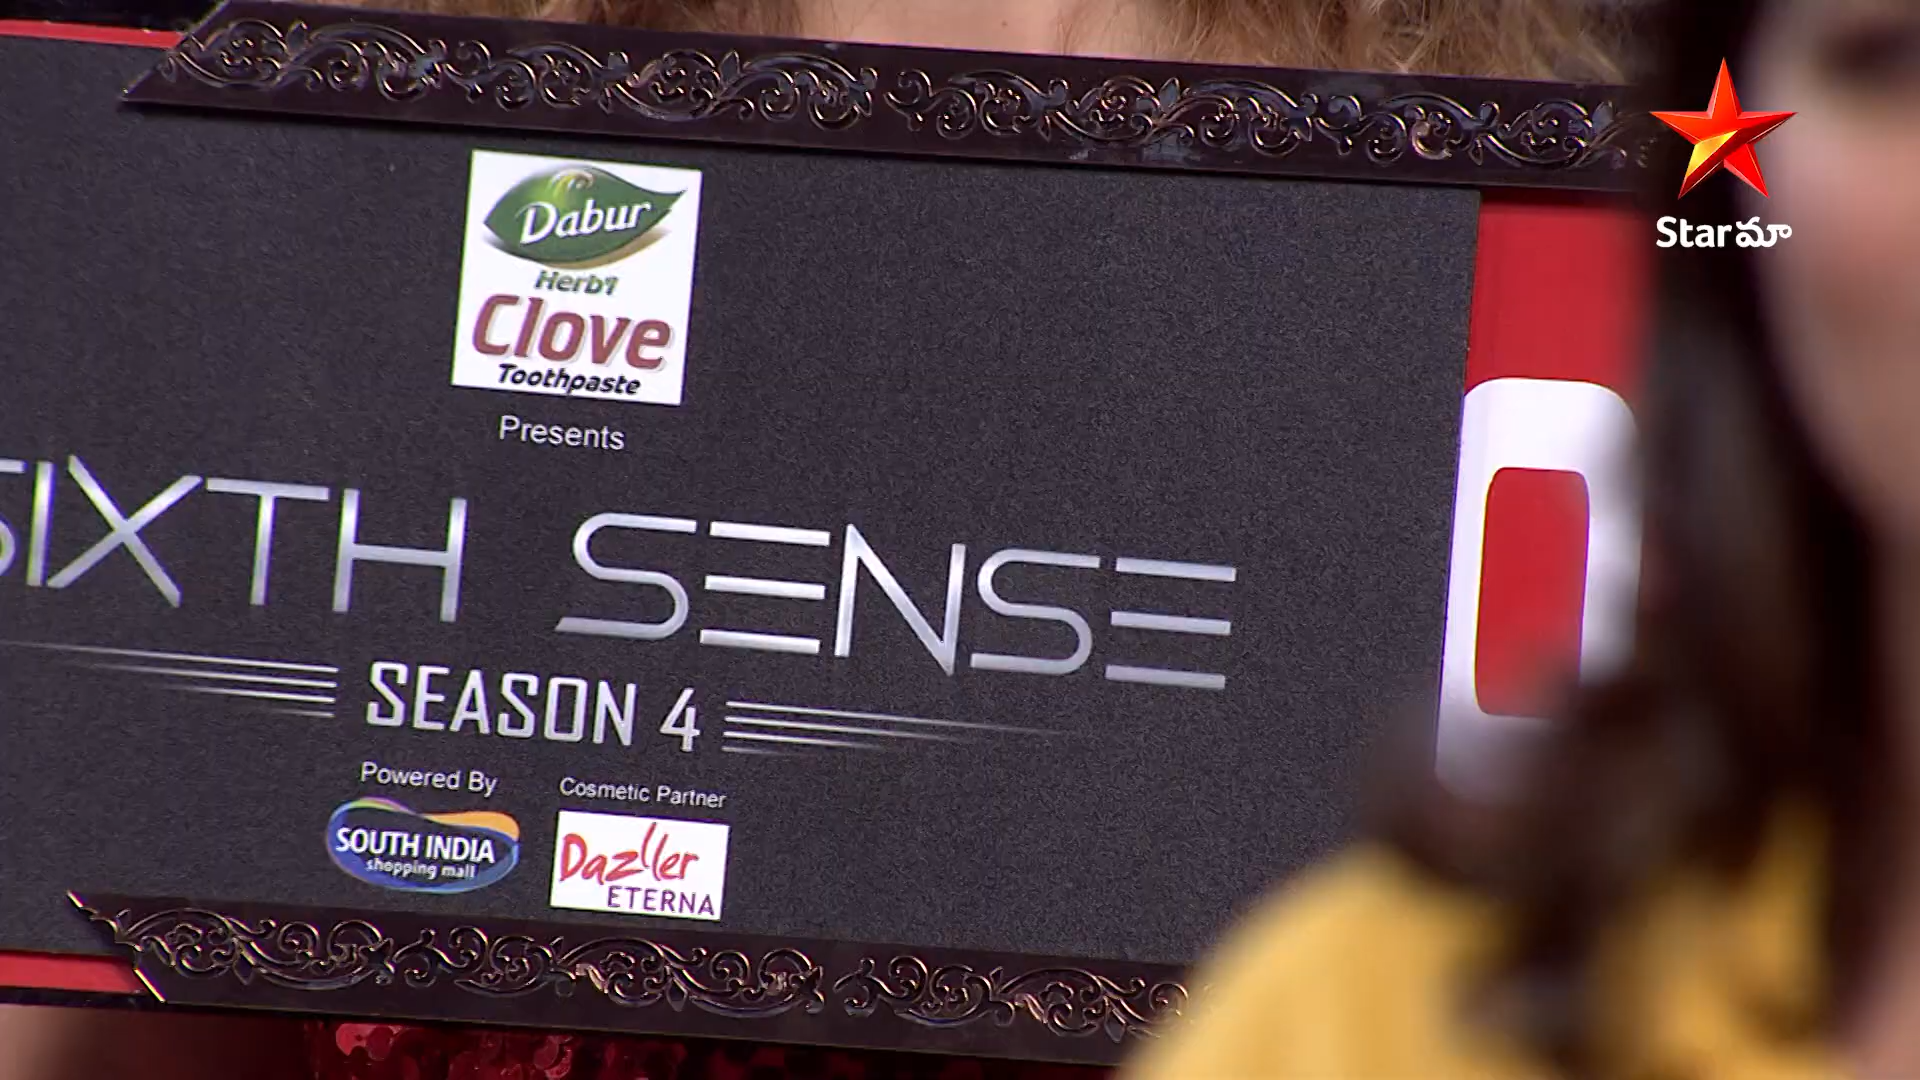 Dabur
Herb'l
Clove
Toothpaste
Presents
SIXTH SENSE
SEASON 4
Powered By
SOUTH INDIA
shopping mall
Cosmetic Partner
Dazller
ETERNA
Starమా